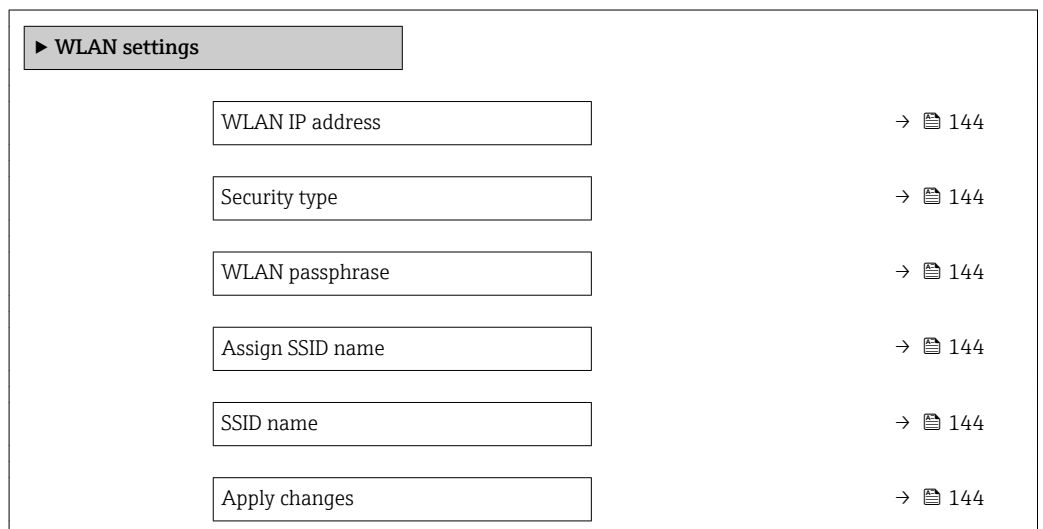 ▶ WLAN settings
WLAN IP address → 144
Security type → 144
WLAN passphrase → 144
Assign SSID name → 144
SSID name → 144
Apply changes → 144